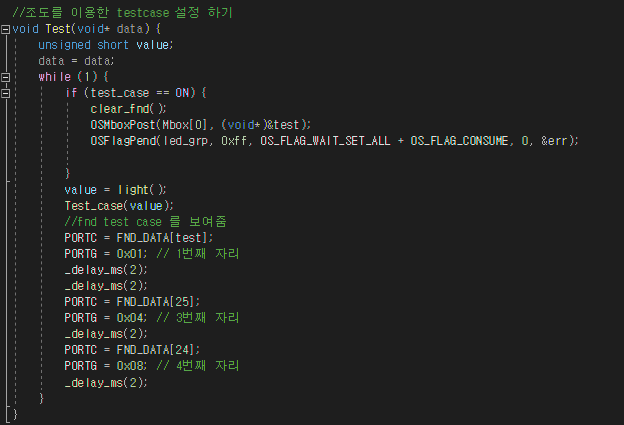 //조도를 이용한 testcase 설정 하기
void Test(void* data) {
unsigned short value;
data = data;
while (1) {
if (test_case == ON) {
clear_fnd();
OSMboxPost(Mbox[0], (void*)&test);
OSFlagPend(led_grp, 0xff, OS_FLAG_WAIT_SET_ALL + OS_FLAG_CONSUME, 0, &err);
}
value = light();
Test_case(value);
//fnd test case 를 보여줌
PORTC = FND_DATA[test];
PORTG = 0x01; // 1번째 자리
_delay_ms(2);
_delay_ms(2);
PORTC = FND_DATA[25];
PORTG = 0x04; // 3번째 자리
_delay_ms(2);
PORTC = FND_DATA[24];
PORTG = 0x08; // 4번째 자리
_delay_ms(2);
}
}